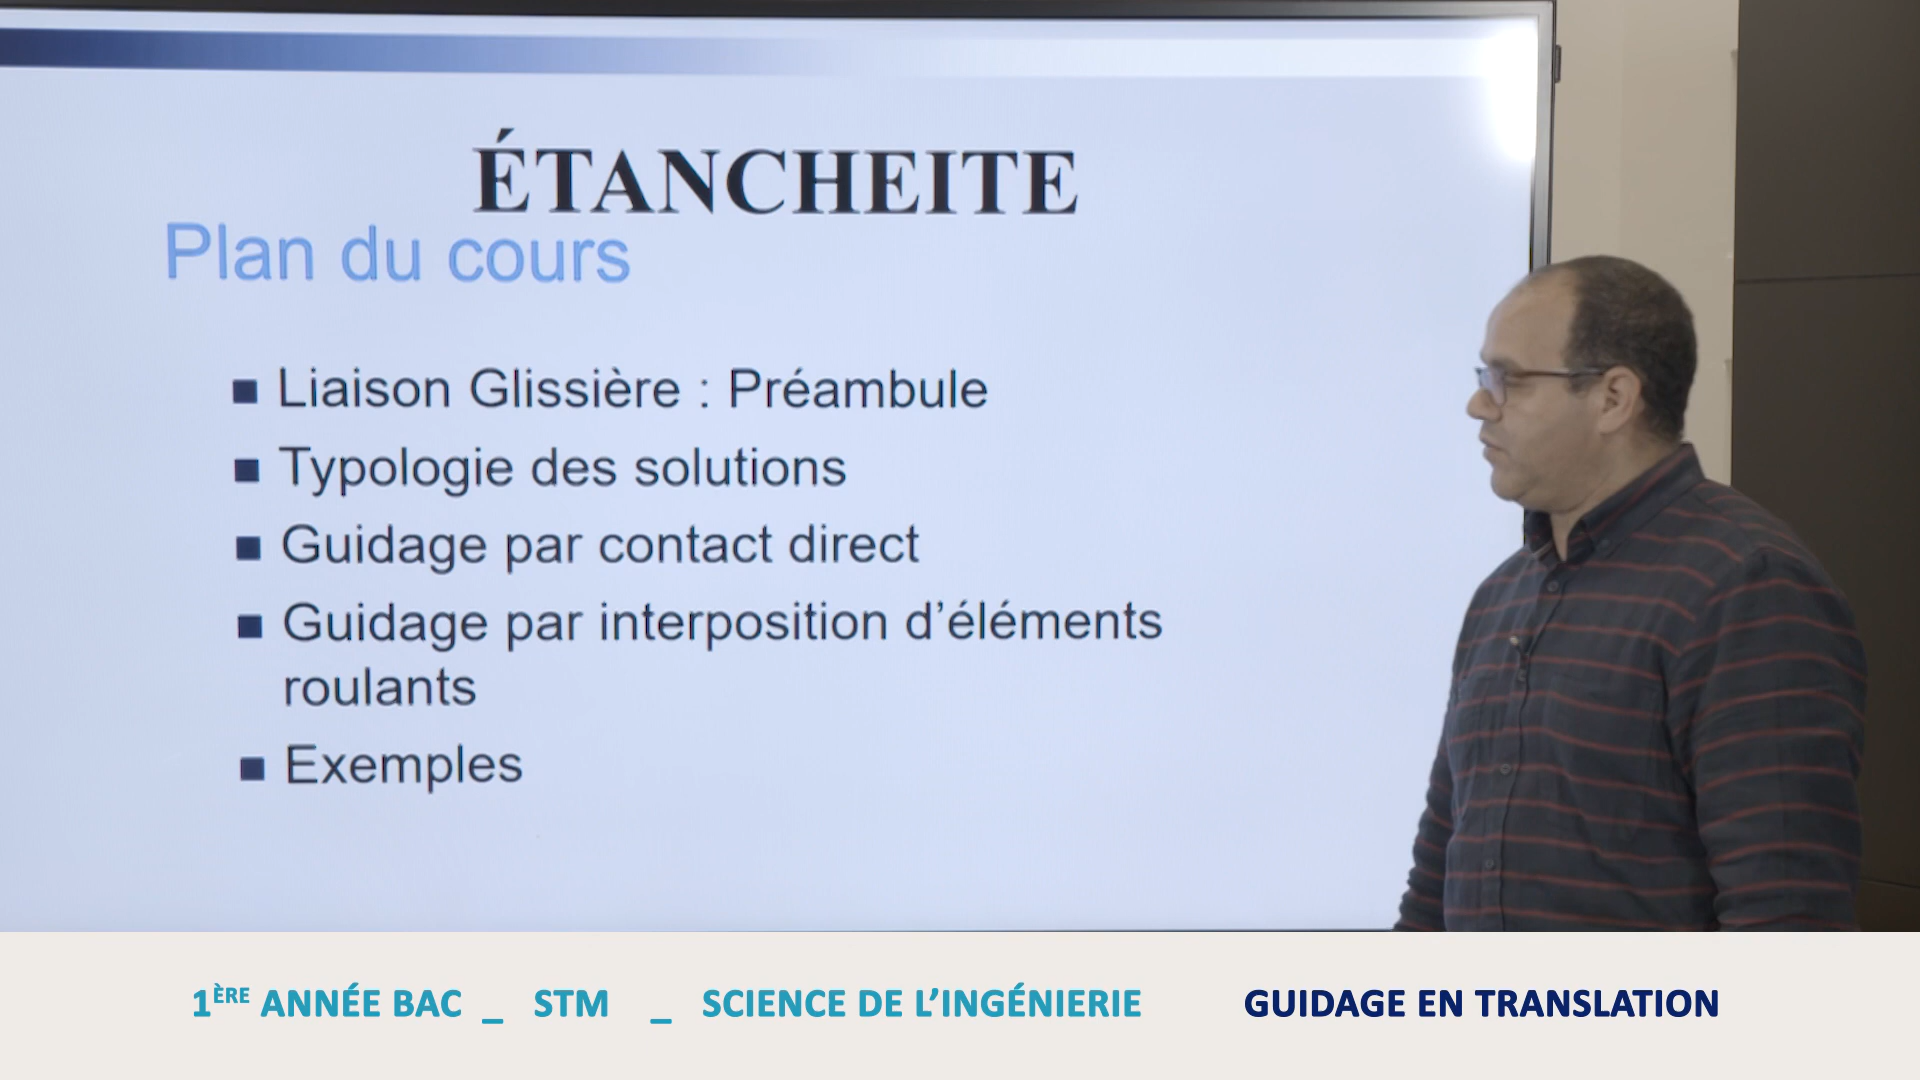 ÉTANCHEITE
Plan du cours
Liaison Glissière : Préambule
Typologie des solutions
Guidage par contact direct
Guidage par interposition d'éléments
roulants
Exemples
1ÈRE ANNÉE BAC _ STM _ SCIENCE DE L'INGÉNIERIE GUIDAGE EN TRANSLATION